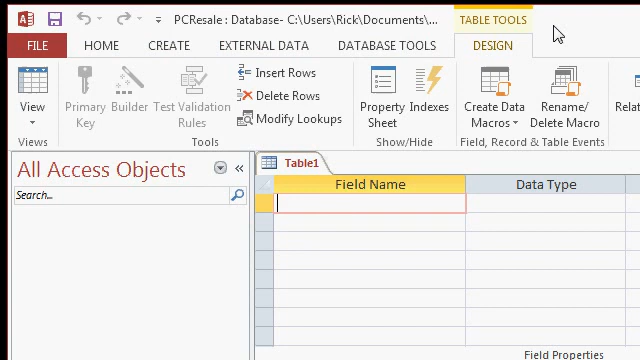 PCResale : Database- C:\Users\Rick\Documents\...
TABLE TOOLS
FILE HOME CREATE EXTERNAL DATA DATABASE TOOLS DESIGN
View
Primary Key
Builder
Test Validation Rules
Insert Rows
Delete Rows
Modify Lookups
Property Sheet
Indexes
Create Data Macros
Rename/ Delete Macro
Views
Tools
Show/Hide
Field, Record & Table Events
All Access Objects
Search...
Table1
Field Name
Data Type
Field Properties